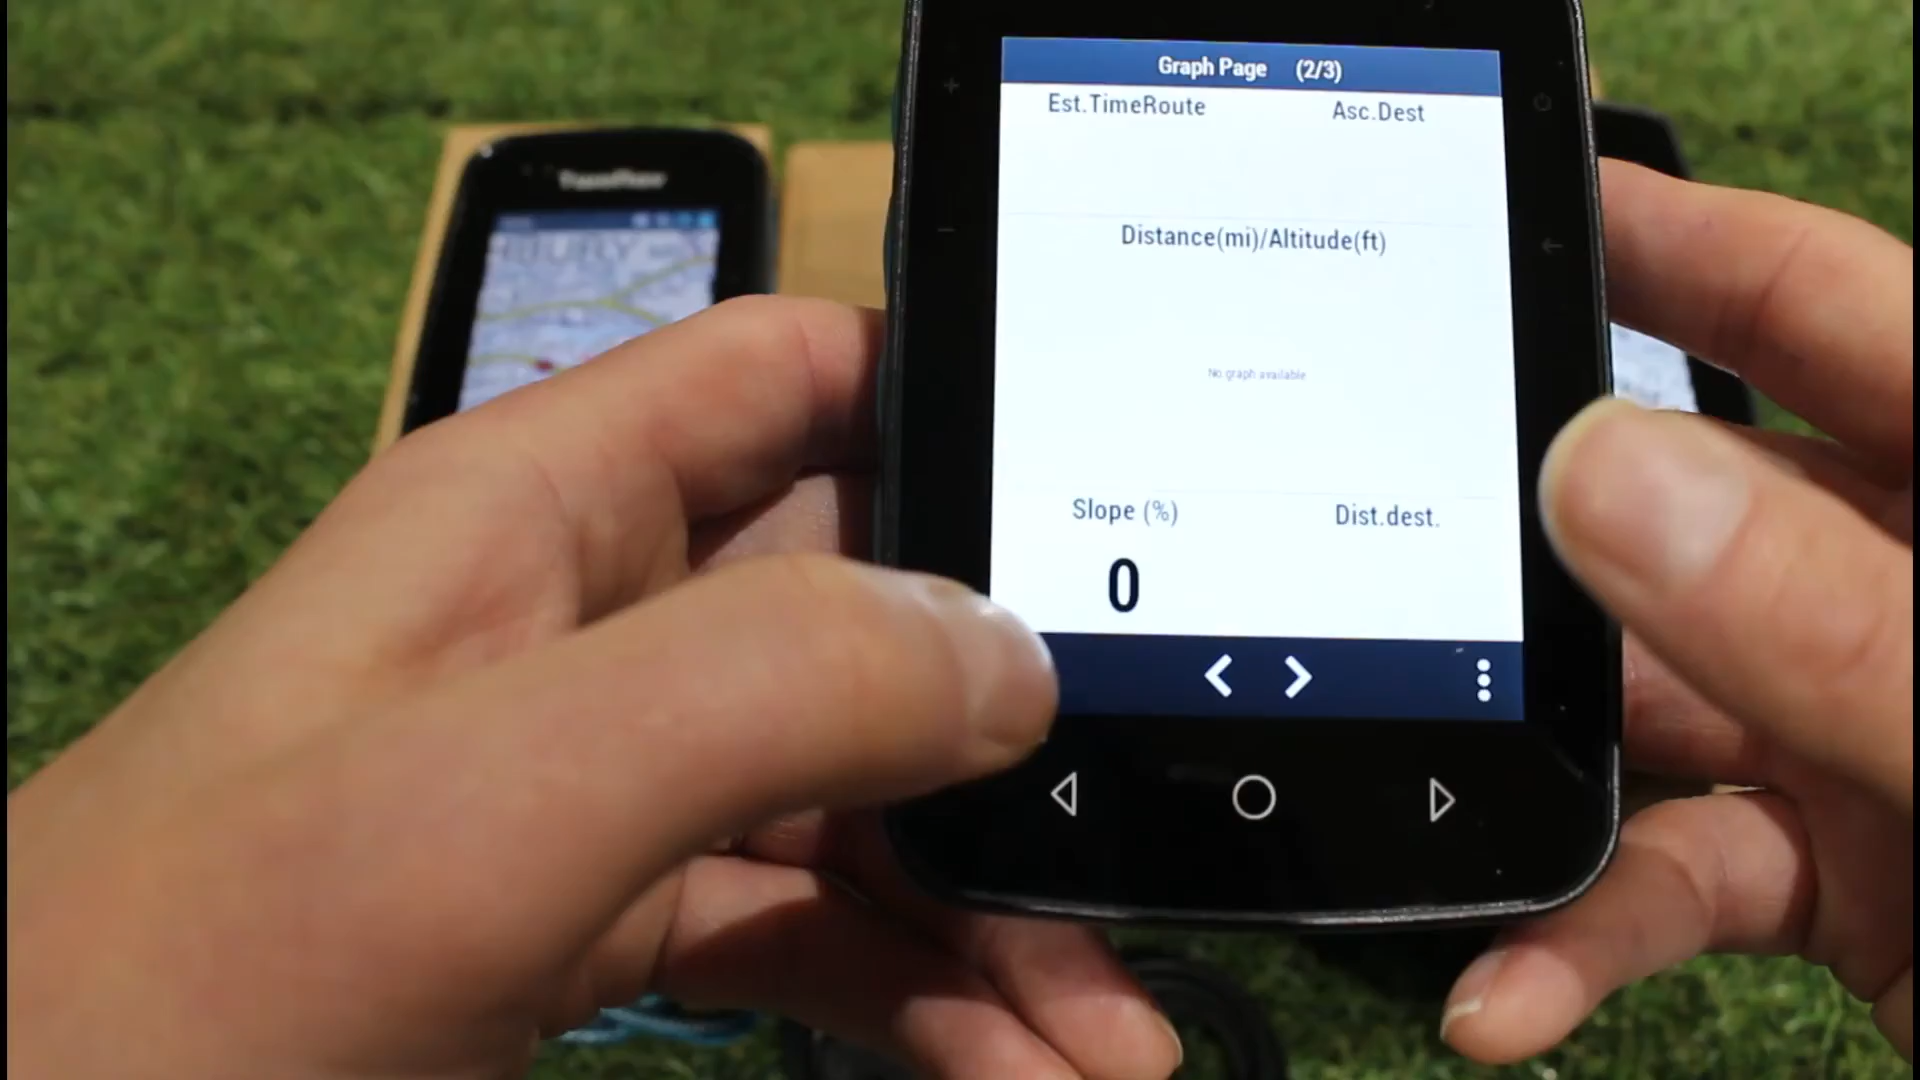 Graph Page (2/3)
Est.TimeRoute Asc.Dest
Distance(mi)/Altitude(ft)
No graph available
Slope (%) Dist.dest.
0